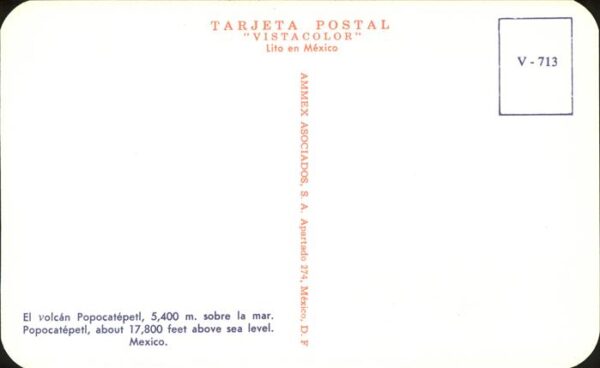 TARJETA POSTAL
"VISTACOLOR"
Lito en México
V - 713
AMMEX ASOCIADOS, S. A. Apartado 274, México, D. F
El volcán Popocatépetl, 5,400 m. sobre la mar.
Popocatépetl, about 17,800 feet above sea level.
Mexico.